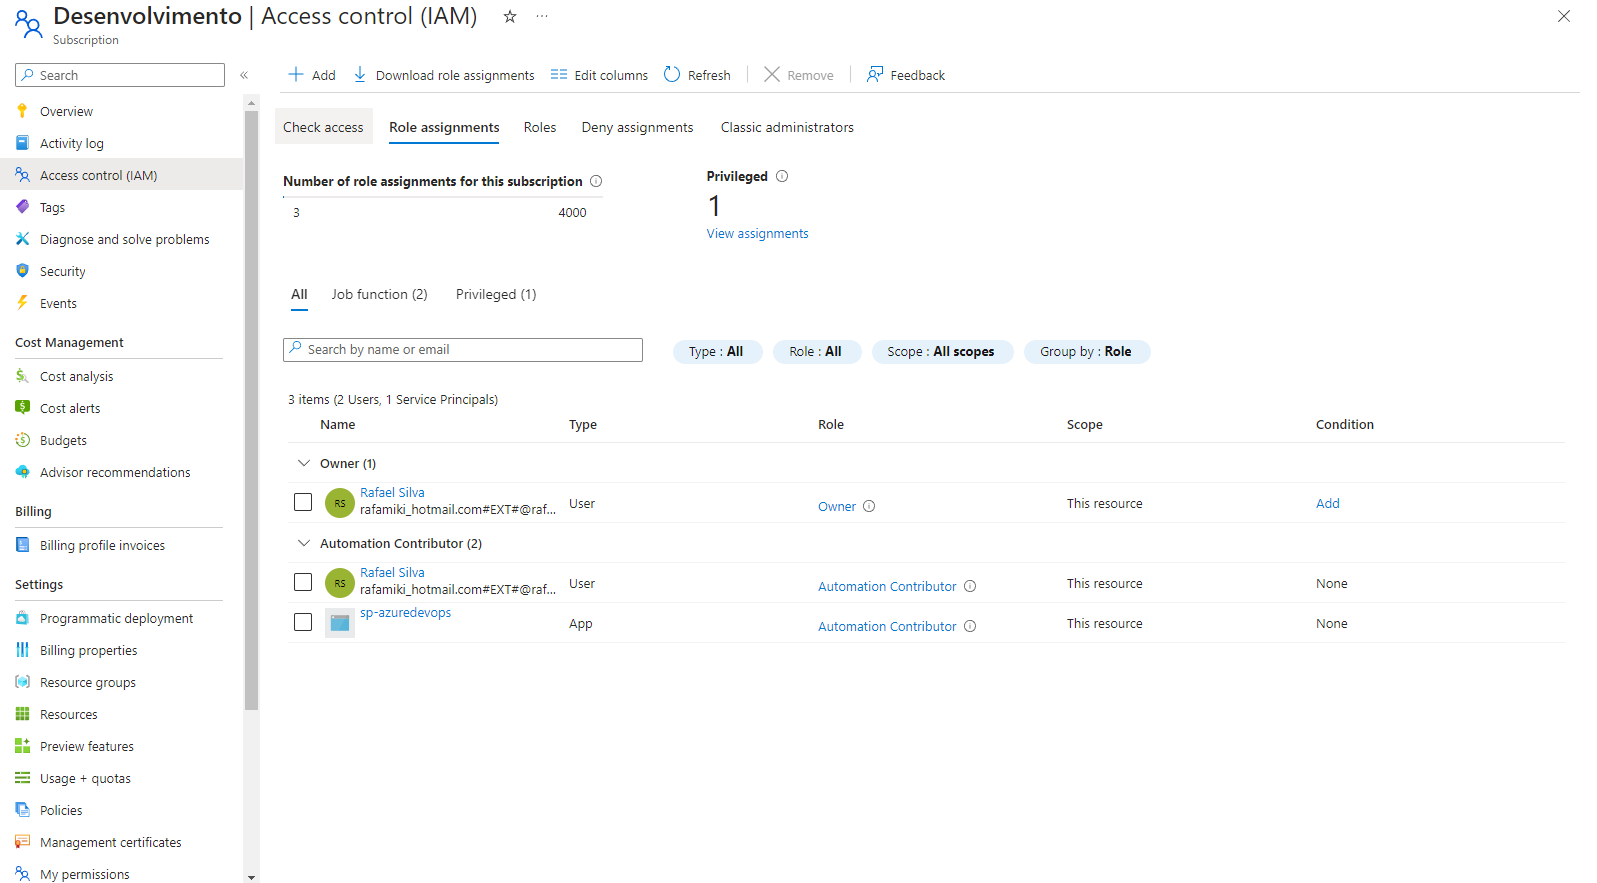 Desenvolvimento | Access control (IAM)
Subscription
Search
Overview
Activity log
Access control (IAM)
Tags
Diagnose and solve problems
Security
Events
Cost Management
Cost analysis
Cost alerts
Budgets
Advisor recommendations
Billing
Billing profile invoices
Settings
Programmatic deployment
Billing properties
Resource groups
Resources
Preview features
Usage + quotas
Policies
Management certificates
My permissions
Add Download role assignments Edit columns Refresh Remove Feedback
Check access Role assignments Roles Deny assignments Classic administrators
Number of role assignments for this subscription
3 4000
Privileged
1
View assignments
All Job function (2) Privileged (1)
Search by name or email
Type : All Role : All Scope : All scopes Group by : Role
3 items (2 Users, 1 Service Principals)
Name Type Role Scope Condition
Owner (1)
RS Rafael Silva
rafamiki_hotmail.com#EXT#@raf... User Owner This resource Add
Automation Contributor (2)
RS Rafael Silva
rafamiki_hotmail.com#EXT#@raf... User Automation Contributor This resource None
sp-azuredevops
App Automation Contributor This resource None